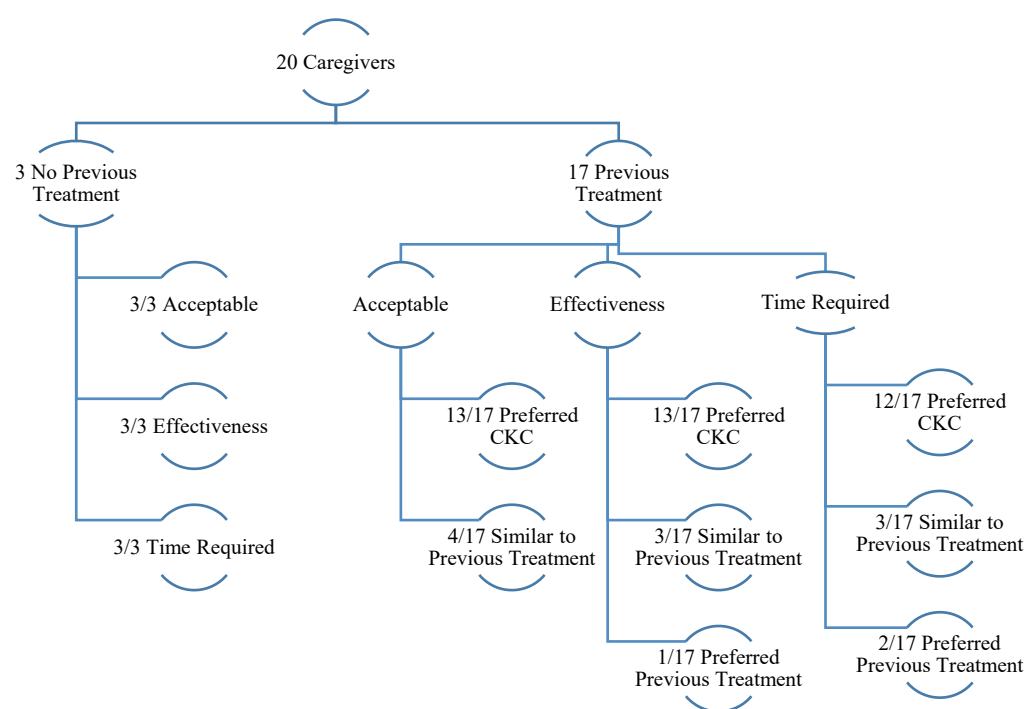 20 Caregivers
3 No Previous
Treatment
17 Previous
Treatment
3/3 Acceptable
3/3 Effectiveness
3/3 Time Required
Acceptable
13/17 Preferred
CKC
4/17 Similar to
Previous Treatment
Effectiveness
13/17 Preferred
CKC
3/17 Similar to
Previous Treatment
1/17 Preferred
Previous Treatment
Time Required
12/17 Preferred
CKC
3/17 Similar to
Previous Treatment
2/17 Preferred
Previous Treatment